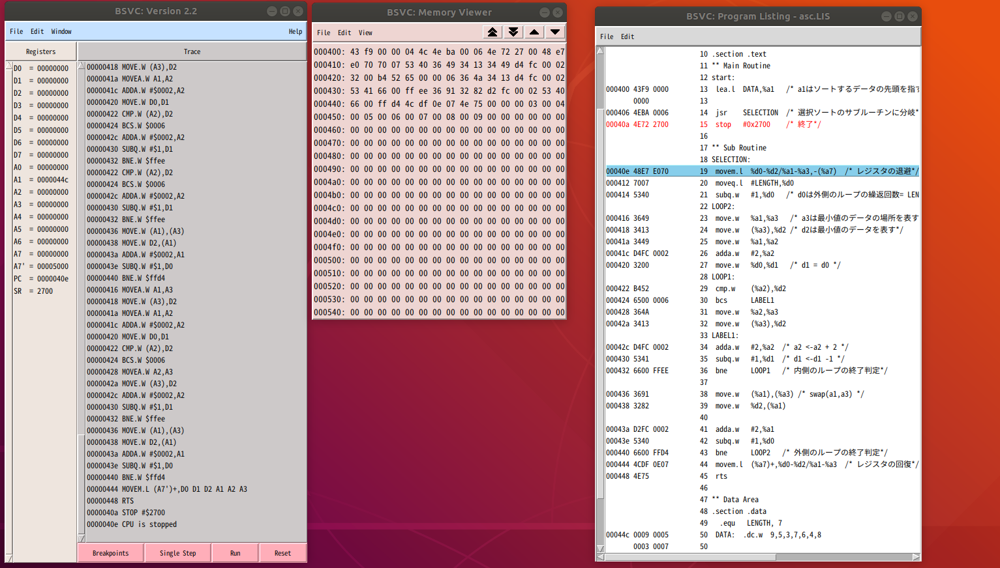 BSVC: Version 2.2
File Edit Window Help
Registers
D0 = 00000000
D1 = 00000000
D2 = 00000000
D3 = 00000000
D4 = 00000000
D5 = 00000000
D6 = 00000000
D7 = 00000000
A0 = 00000000
A1 = 0000044c
A2 = 00000000
A3 = 00000000
A4 = 00000000
A5 = 00000000
A6 = 00000000
A7 = 00000000
A7' = 00005000
PC = 0000040e
SR = 2700
Trace
00000418 MOVE.W (A3),D2
0000041a MOVEA.W A1,A2
0000041c ADDA.W #$0002,A2
00000420 MOVE.W D0,D1
00000422 CMP.W (A2),D2
00000424 BCS.W $0006
0000042c ADDA.W #$0002,A2
00000430 SUBQ.W #$1,D1
00000432 BNE.W $ffee
00000422 CMP.W (A2),D2
00000424 BCS.W $0006
0000042c ADDA.W #$0002,A2
00000430 SUBQ.W #$1,D1
00000432 BNE.W $ffee
00000436 MOVE.W (A1),(A3)
00000438 MOVE.W D2,(A1)
0000043a ADDA.W #$0002,A1
0000043e SUBQ.W #$1,D0
00000440 BNE.W $ffd4
00000416 MOVEA.W A1,A3
00000418 MOVE.W (A3),D2
0000041a MOVEA.W A1,A2
0000041c ADDA.W #$0002,A2
00000420 MOVE.W D0,D1
00000422 CMP.W (A2),D2
00000424 BCS.W $0006
00000428 MOVEA.W A2,A3
0000042a MOVE.W (A3),D2
0000042c ADDA.W #$0002,A2
00000430 SUBQ.W #$1,D1
00000432 BNE.W $ffee
00000436 MOVE.W (A1),(A3)
00000438 MOVE.W D2,(A1)
0000043a ADDA.W #$0002,A1
0000043e SUBQ.W #$1,D0
00000440 BNE.W $ffd4
00000444 MOVEM.L (A7')+,D0 D1 D2 A1 A2 A3
00000448 RTS
0000040a STOP #$2700
0000040e CPU is stopped
Breakpoints Single Step Run Reset
BSVC: Memory Viewer
File Edit View
000400: 43 f9 00 00 04 4c 4e ba 00 06 4e 72 27 00 48 e7
000410: e0 70 70 07 53 40 36 49 34 13 34 49 d4 fc 00 02
000420: 32 00 b4 52 65 00 00 06 36 4a 34 13 d4 fc 00 02
000430: 53 41 66 00 ff ee 36 91 32 82 d2 fc 00 02 53 40
000440: 66 00 ff d4 4c df 0e 07 4e 75 00 00 00 03 00 04
000450: 00 05 00 06 00 07 00 08 00 09 00 00 00 00 00 00
000460: 00 00 00 00 00 00 00 00 00 00 00 00 00 00 00 00
000470: 00 00 00 00 00 00 00 00 00 00 00 00 00 00 00 00
000480: 00 00 00 00 00 00 00 00 00 00 00 00 00 00 00 00
000490: 00 00 00 00 00 00 00 00 00 00 00 00 00 00 00 00
0004a0: 00 00 00 00 00 00 00 00 00 00 00 00 00 00 00 00
0004b0: 00 00 00 00 00 00 00 00 00 00 00 00 00 00 00 00
0004c0: 00 00 00 00 00 00 00 00 00 00 00 00 00 00 00 00
0004d0: 00 00 00 00 00 00 00 00 00 00 00 00 00 00 00 00
0004e0: 00 00 00 00 00 00 00 00 00 00 00 00 00 00 00 00
0004f0: 00 00 00 00 00 00 00 00 00 00 00 00 00 00 00 00
000500: 00 00 00 00 00 00 00 00 00 00 00 00 00 00 00 00
000510: 00 00 00 00 00 00 00 00 00 00 00 00 00 00 00 00
000520: 00 00 00 00 00 00 00 00 00 00 00 00 00 00 00 00
000530: 00 00 00 00 00 00 00 00 00 00 00 00 00 00 00 00
000540: 00 00 00 00 00 00 00 00 00 00 00 00 00 00 00 00
BSVC: Program Listing - asc.LIS
File Edit
10 .section .text
11 ** Main Routine
12 start:
000400 43F9 0000 13 lea.l DATA,%a1 /* a1はソートするデータの先頭を指す
0000 13
000406 4EBA 0006 14 jsr SELECTION /* 選択ソートのサブルーチンに分岐*
00040a 4E72 2700 15 stop #0x2700 /* 終了*/
16
17 ** Sub Routine
18 SELECTION:
00040e 48E7 E070 19 movem.l %d0-%d2/%a1-%a3,-(%a7) /* レジスタの退避*/
000412 7007 20 moveq.l #LENGTH,%d0
000414 5340 21 subq.w #1,%d0 /* d0は外側のループの繰返回数= LEN
22 LOOP2:
000416 3649 23 move.w %a1,%a3 /* a3は最小値のデータの場所を表す
000418 3413 24 move.w (%a3),%d2 /* d2は最小値のデータを表す*/
00041a 3449 25 move.w %a1,%a2
00041c D4FC 0002 26 adda.w #2,%a2
000420 3200 27 move.w %d0,%d1 /* d1 = d0 */
28 LOOP1:
000422 B452 29 cmp.w (%a2),%d2
000424 6500 0006 30 bcs LABEL1
000428 364A 31 move.w %a2,%a3
00042a 3413 32 move.w (%a3),%d2
33 LABEL1:
00042c D4FC 0002 34 adda.w #2,%a2 /* a2 <-a2 + 2 */
000430 5341 35 subq.w #1,%d1 /* d1 <-d1 -1 */
000432 6600 FFEE 36 bne LOOP1 /* 内側のループの終了判定*/
37
000436 3691 38 move.w (%a1),(%a3) /* swap(a1,a3) */
000438 3282 39 move.w %d2,(%a1)
40
00043a D2FC 0002 41 adda.w #2,%a1
00043e 5340 42 subq.w #1,%d0
000440 6600 FFD4 43 bne LOOP2 /* 外側のループの終了判定*/
000444 4CDF 0E07 44 movem.l (%a7)+,%d0-%d2/%a1-%a3 /* レジスタの回復*/
000448 4E75 45 rts
46
47 ** Data Area
48 .section .data
49 .equ LENGTH, 7
00044c 0009 0005 50 DATA: .dc.w 9,5,3,7,6,4,8
0003 0007 50